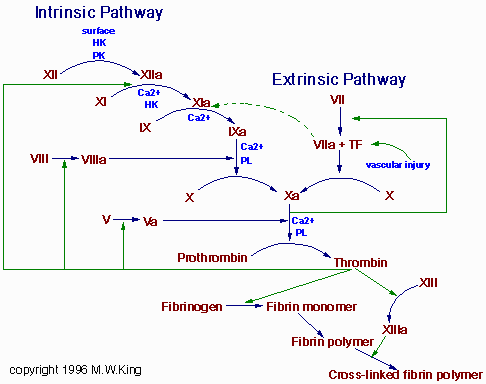 Intrinsic Pathway
surface
HK
PK
XII
XIIa
Extrinsic Pathway
XI
Ca2+
HK
XIa
VII
IX
Ca2+
IXa
VIIa + TF
Ca2+
PL
VIII
VIIIa
vascular injury
X
Xa
X
V
Va
Ca2+
PL
Prothrombin
Thrombin
XIII
Fibrinogen
Fibrin monomer
XIIIa
Fibrin polymer
copyright 1996 M.W.King
Cross-linked fibrin polymer